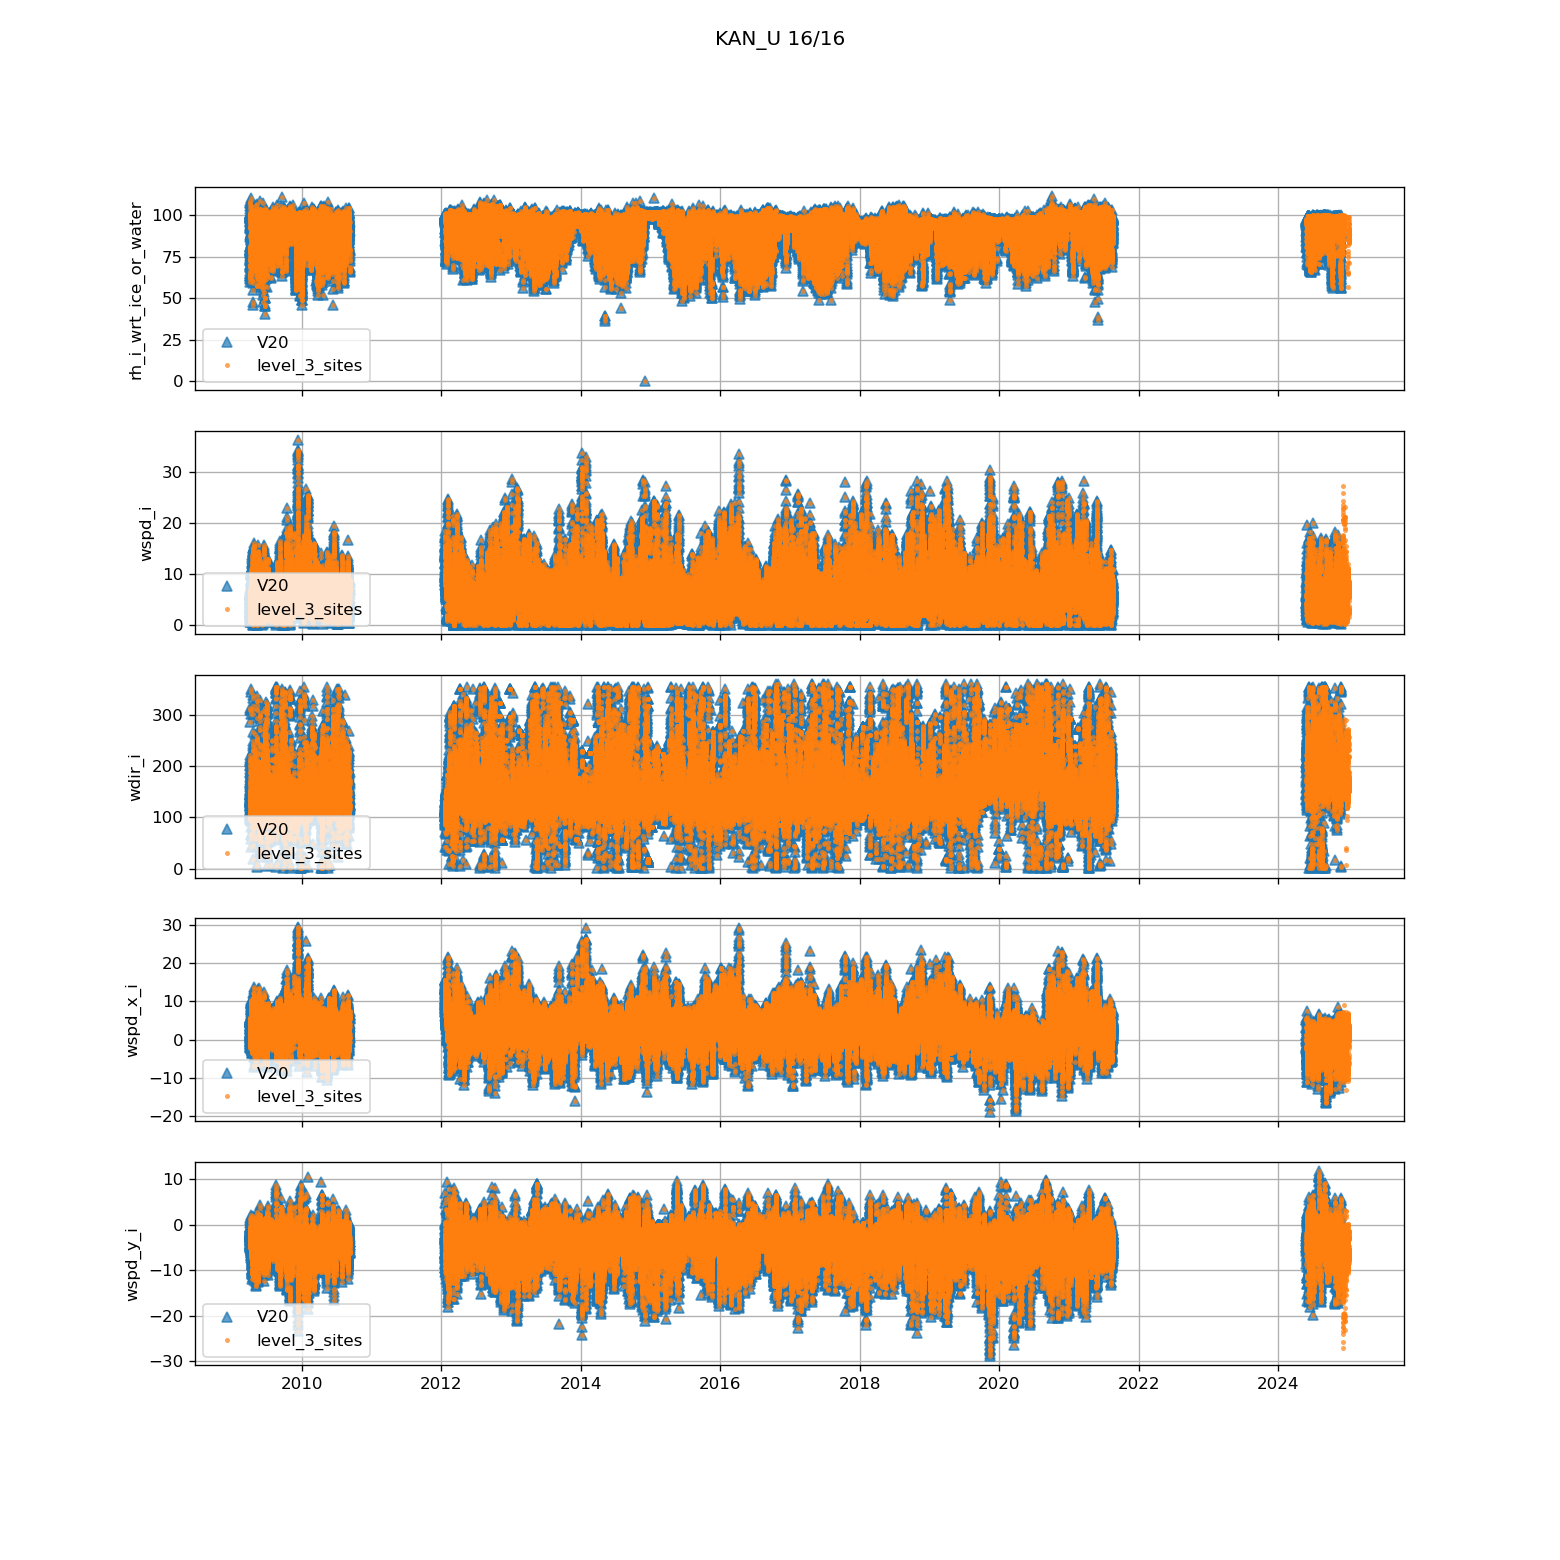 KAN_U 16/16
rh_i_wrt_ice_or_water
100
75
50
25
0
V20
level_3_sites
wspd_i
30
20
10
0
V20
level_3_sites
wdir_i
300
200
100
0
V20
level_3_sites
wspd_x_i
30
20
10
0
−10
−20
V20
level_3_sites
wspd_y_i
10
0
−10
−20
−30
V20
level_3_sites
2010 2012 2014 2016 2018 2020 2022 2024